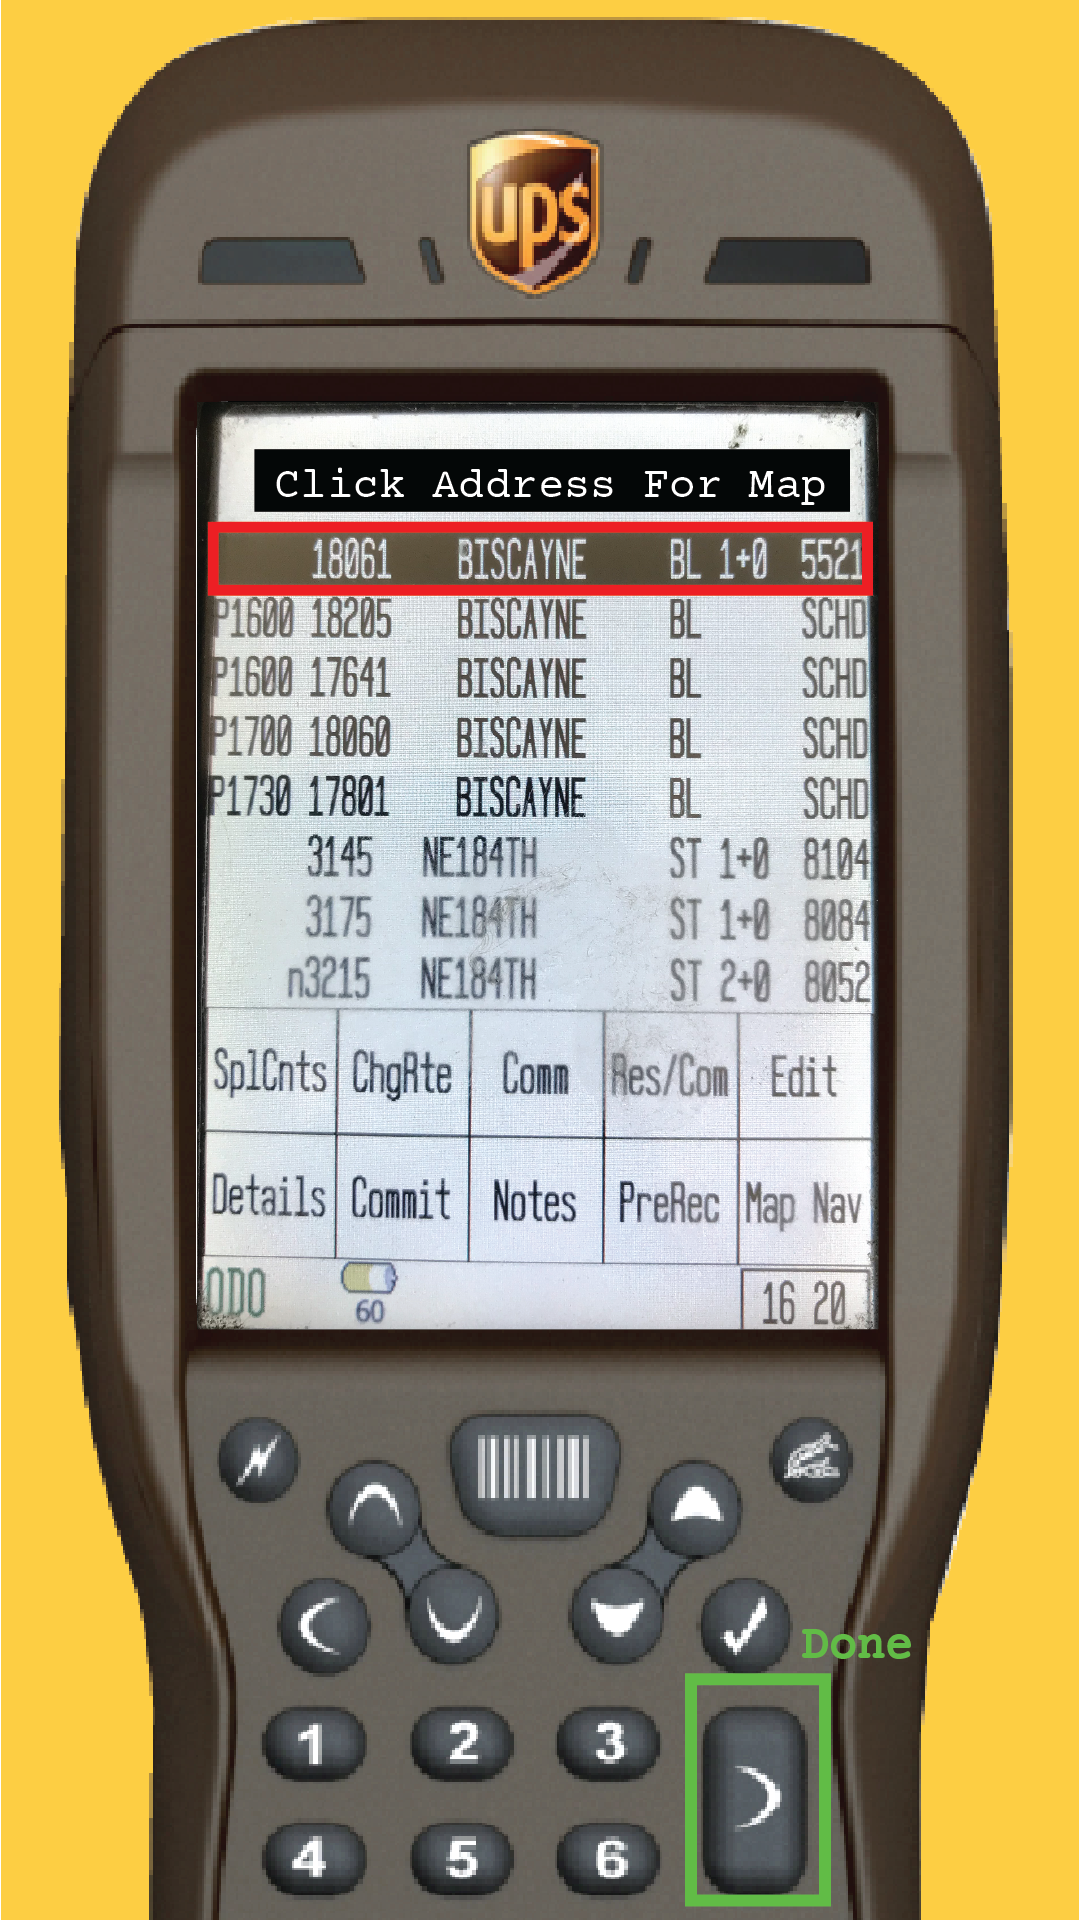 ups
Click Address For Map
18061 BISCAYNE BL 1+0 5521
P1600 18205 BISCAYNE BL SCHD
P1600 17641 BISCAYNE BL SCHD
P1700 18060 BISCAYNE BL SCHD
P1730 17801 BISCAYNE BL SCHD
3145 NE184TH ST 1+0 8104
3175 NE184TH ST 1+0 8084
n3215 NE184TH ST 2+0 8052
SplCnts ChgRte Comm Res/Com Edit
Details Commit Notes PreRec Map Nav
ODO 60 16 20
Done
1 2 3
4 5 6